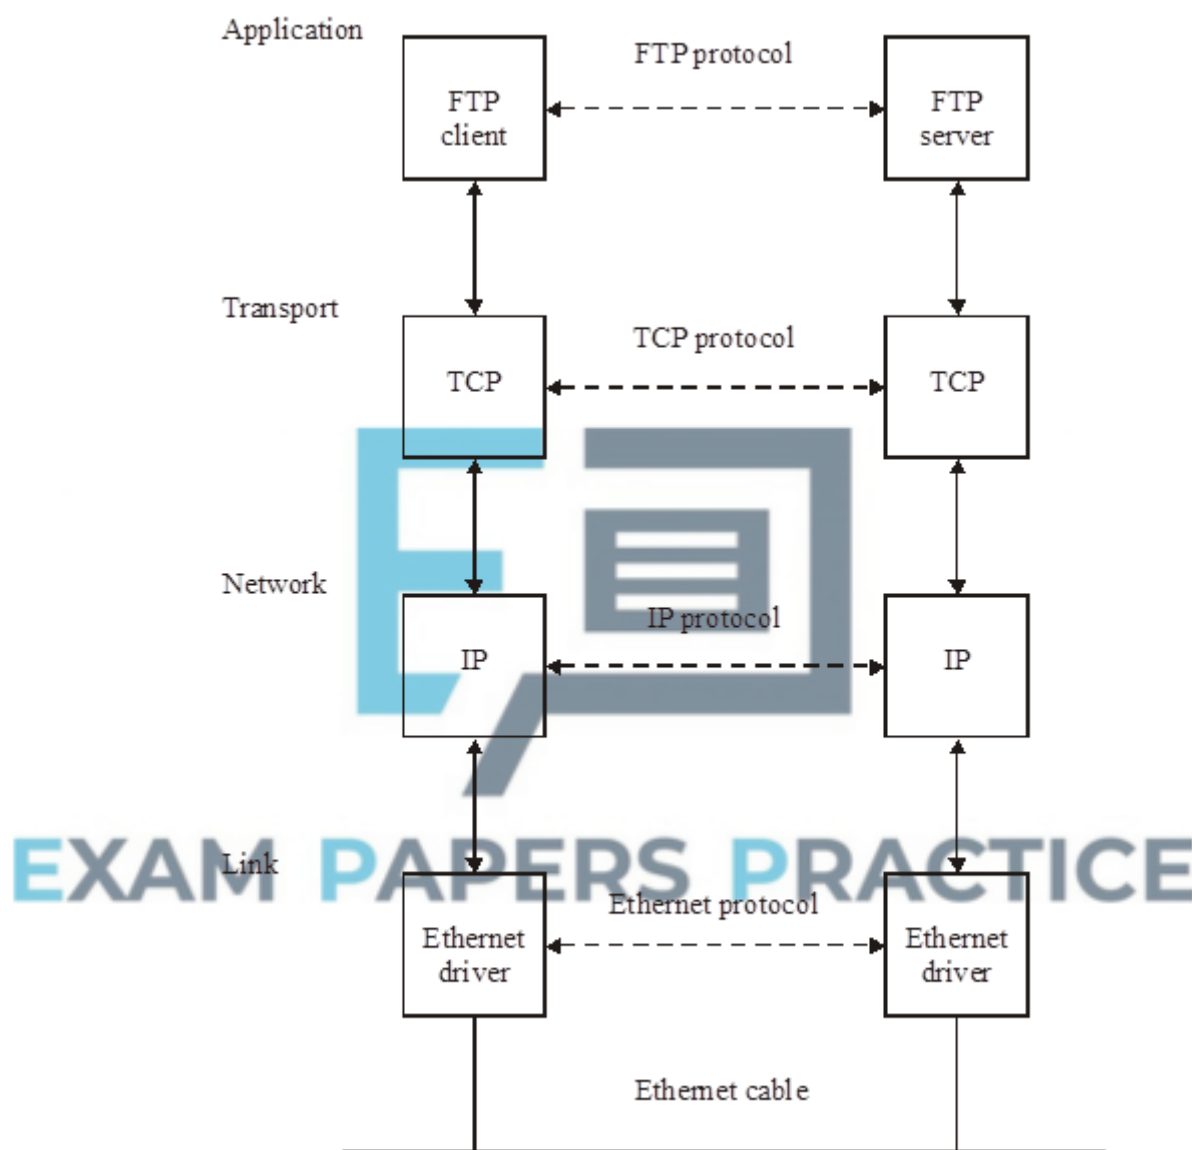 Application
FTP protocol
FTP
client
FTP
server
Transport
TCP protocol
TCP
TCP
Network
IP protocol
IP
IP
Link
EXAM PAPERS PRACTICE
Ethernet protocol
Ethernet
driver
Ethernet
driver
Ethernet cable